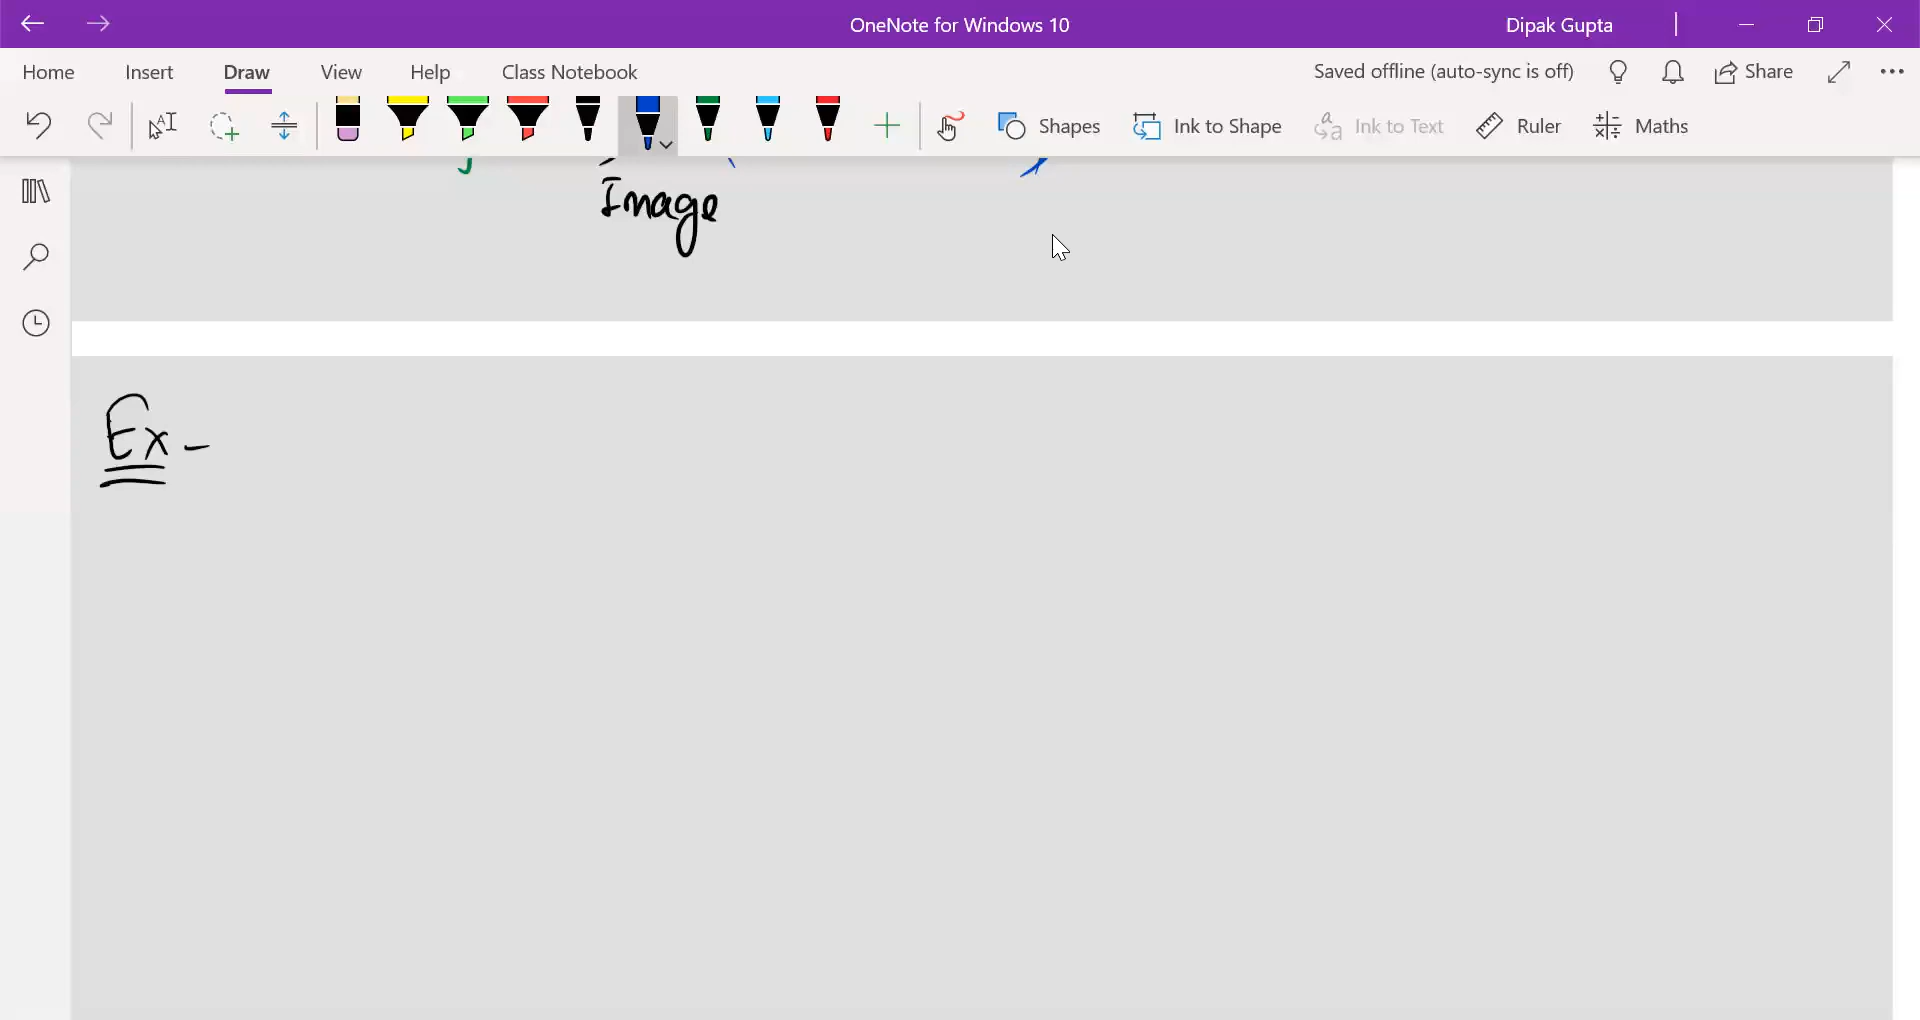 OneNote for Windows 10
Dipak Gupta
Home Insert Draw View Help Class Notebook
Saved offline (auto-sync is off) Share
Shapes Ink to Shape Ink to Text Ruler Maths
Image
Ex -